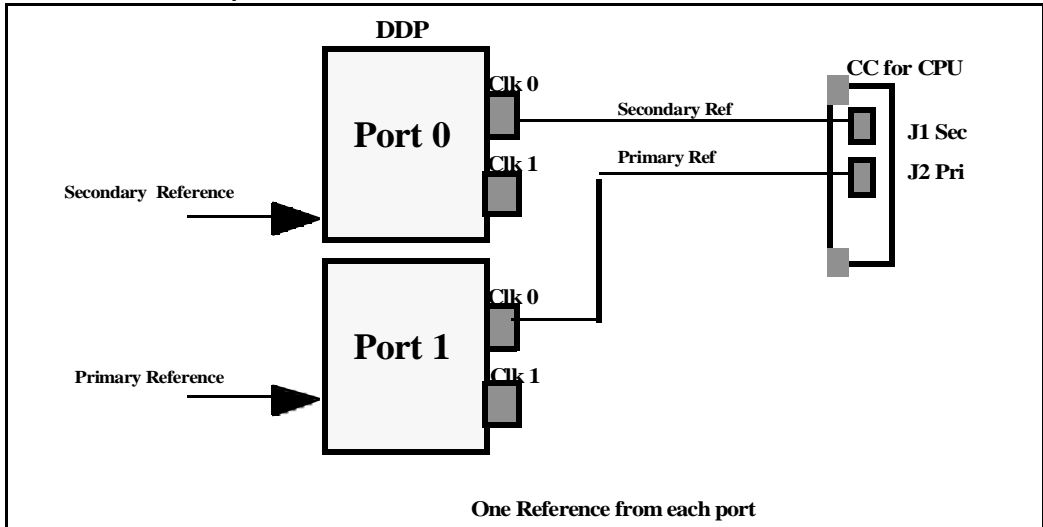 DDP
Clk 0
CC for CPU
Secondary Ref
Port 0
J1 Sec
Primary Ref
Clk 1
J2 Pri
Secondary Reference
Clk 0
Port 1
Primary Reference
Clk 1
One Reference from each port